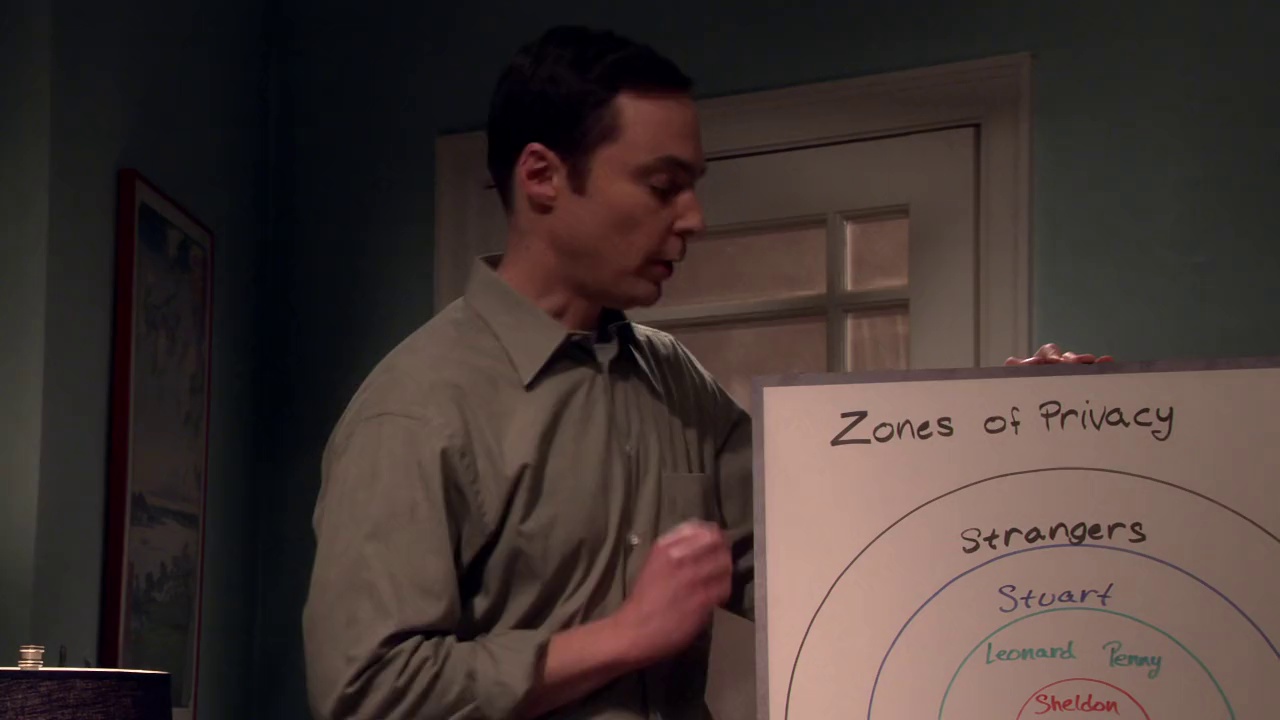 Zones of Privacy
Strangers
Stuart
Leonard Penny
Sheldon